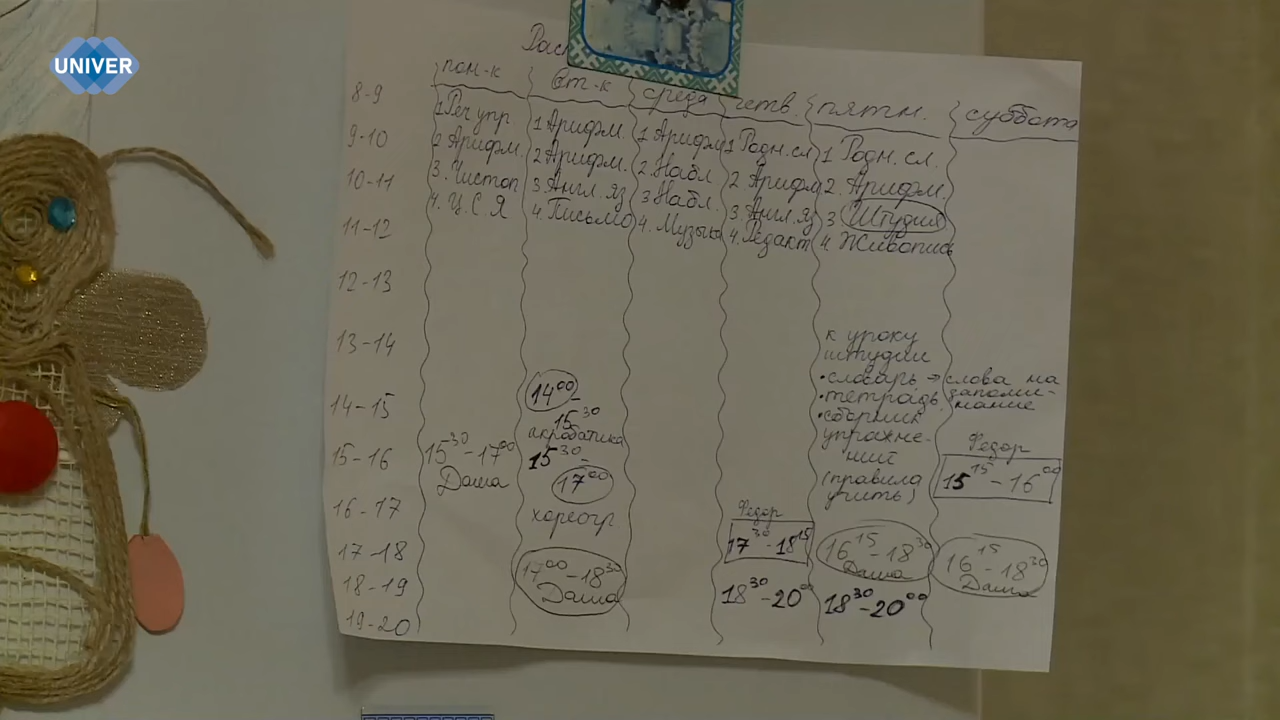 UNIVER
Рас
пон-к
Вт-к
среда
четв.
пятн.
суббота
8-9
9-10
10-11
11-12
12-13
13-14
14-15
15-16
16-17
17-18
18-19
19-20
1 Реч упр.
2 Арифм.
3. Чистоп
4. Ц.С Я
1 Арифм.
2 Арифм.
3 Англ. яз
4. Письмо
1 Арифм
2. Набл
3 Набл.
4. Музык
1 Родн.сл
2 Арифм
3. Англ.яз
4. Редакт
1 Родн. сл.
2. Арифм.
3 Штудия
4 Живопись
15³⁰-17⁰⁰
Даша
14⁰⁰-
15³⁰
акробатика
15³⁰-
17⁰⁰
хореогр.
17⁰⁰-18³⁰
Даша
Федор
17³⁰-18¹⁵
18³⁰-20⁰⁰
к уроку
штудии
•словарь → слова на
запоми-
нание
•тетрадь
•сборник
упражне-
ний
(правила
учить)
16¹⁵-18³⁰
Даша
18³⁰-20⁰⁰
Федор
15¹⁵-16⁰⁰
16¹⁵-18³⁰
Даша